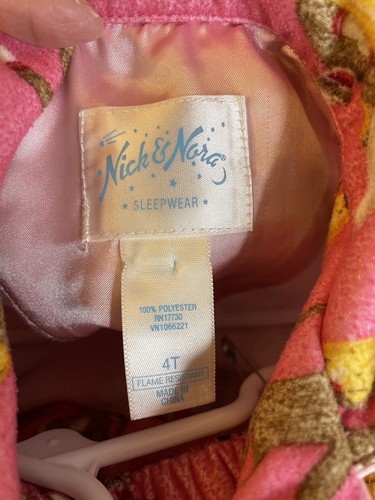 Nick & Nora
SLEEPWEAR
100% POLYESTER
RN17730
VN1066221
4T
FLAME RESISTANT
MADE IN
CHINA